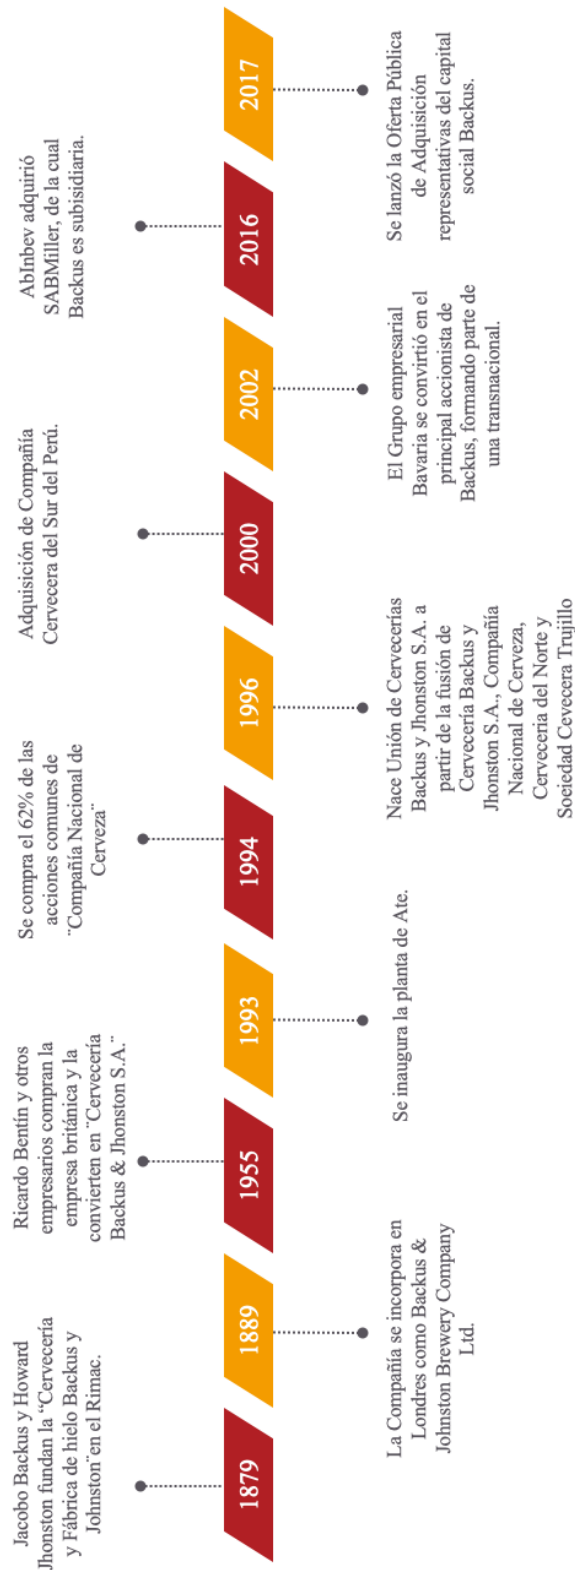 Jacobo Backus y Howard
Jhonston fundan la “Cervecería
y Fábrica de hielo Backus y
Johnston¨en el Rimac.
1879
1889
La Compañía se incorpora en
Londres como Backus &
Johnston Brewery Company
Ltd.
Ricardo Bentín y otros
empresarios compran la
empresa británica y la
convierten en ¨Cervecería
Backus & Jhonston S.A.¨
1955
1993
Se inaugura la planta de Ate.
Se compra el 62% de las
acciones comunes de
¨Compañía Nacional de
Cerveza¨
1994
1996
Nace Unión de Cervecerías
Backus y Jhonston S.A. a
partir de la fusión de
Cervecería Backus y
Jhonston S.A., Compañía
Nacional de Cerveza,
Cervecería del Norte y
Sociedad Cevecera Trujillo
Adquisición de Compañía
Cervecera del Sur del Perú.
2000
2002
El Grupo empresarial
Bavaria se convirtió en el
principal accionista de
Backus, formando parte de
una transnacional.
AbInbev adquirió
SABMiller, de la cual
Backus es subisidiaria.
2016
2017
Se lanzó la Oferta Pública
de Adquisición
representativas del capital
social Backus.